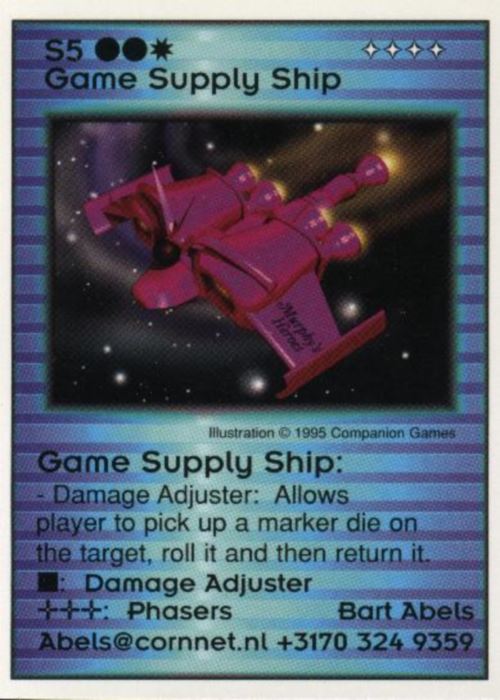 S5 ●●✷ ✧✧✧✧
Game Supply Ship
Murphy's
Heroes
Illustration © 1995 Companion Games
Game Supply Ship:
- Damage Adjuster: Allows
player to pick up a marker die on
the target, roll it and then return it.
■: Damage Adjuster
✢✢✢: Phasers Bart Abels
Abels@cornnet.nl +3170 324 9359